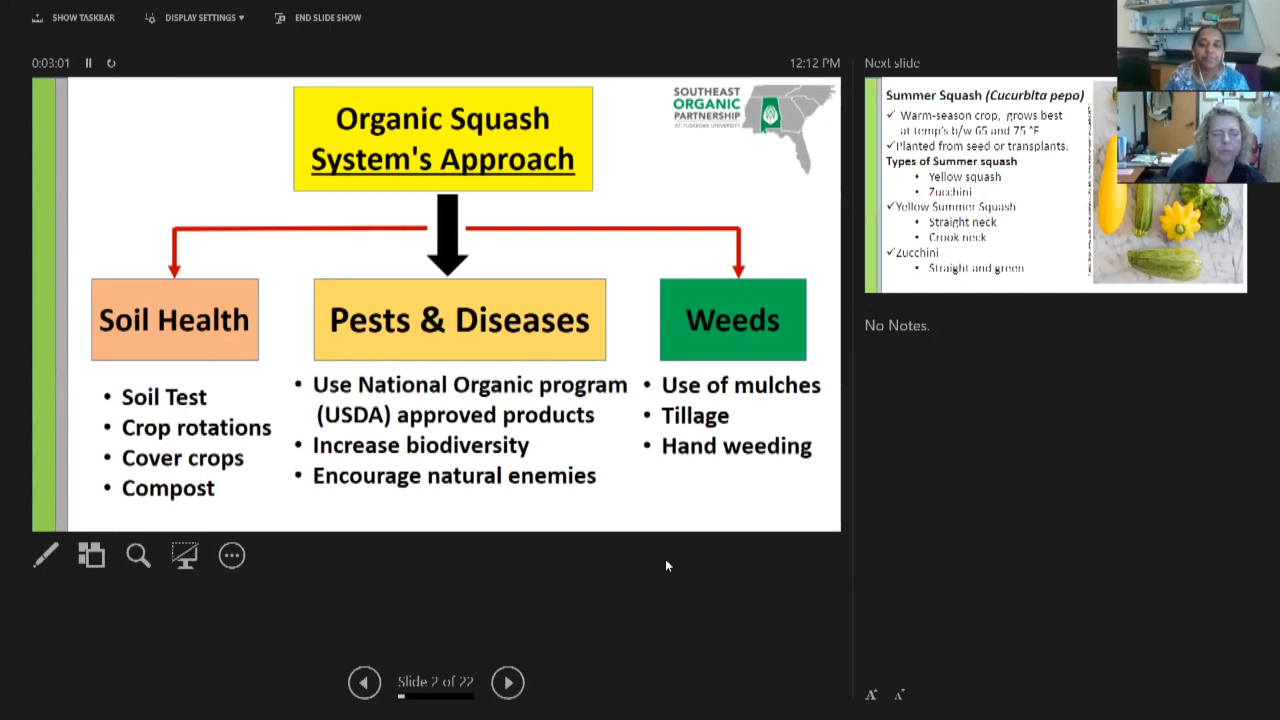 SHOW TASKBAR
DISPLAY SETTINGS ▼
END SLIDE SHOW
0:03:01
12:12 PM
Organic Squash
System's Approach
SOUTHEAST
ORGANIC
PARTNERSHIP
AT TUSKEGEE UNIVERSITY
Soil Health
• Soil Test
• Crop rotations
• Cover crops
• Compost
Pests & Diseases
• Use National Organic program
(USDA) approved products
• Increase biodiversity
• Encourage natural enemies
Weeds
• Use of mulches
• Tillage
• Hand weeding
Slide 2 of 22
Next slide
Summer Squash (Cucurbita pepo)
✓ Warm-season crop, grows best
at temp's b/w 65 and 75 °F
✓ Planted from seed or transplants.
Types of Summer squash
• Yellow squash
• Zucchini
✓ Yellow Summer Squash
• Straight neck
• Crook neck
✓ Zucchini
• Straight and green
No Notes.
A A